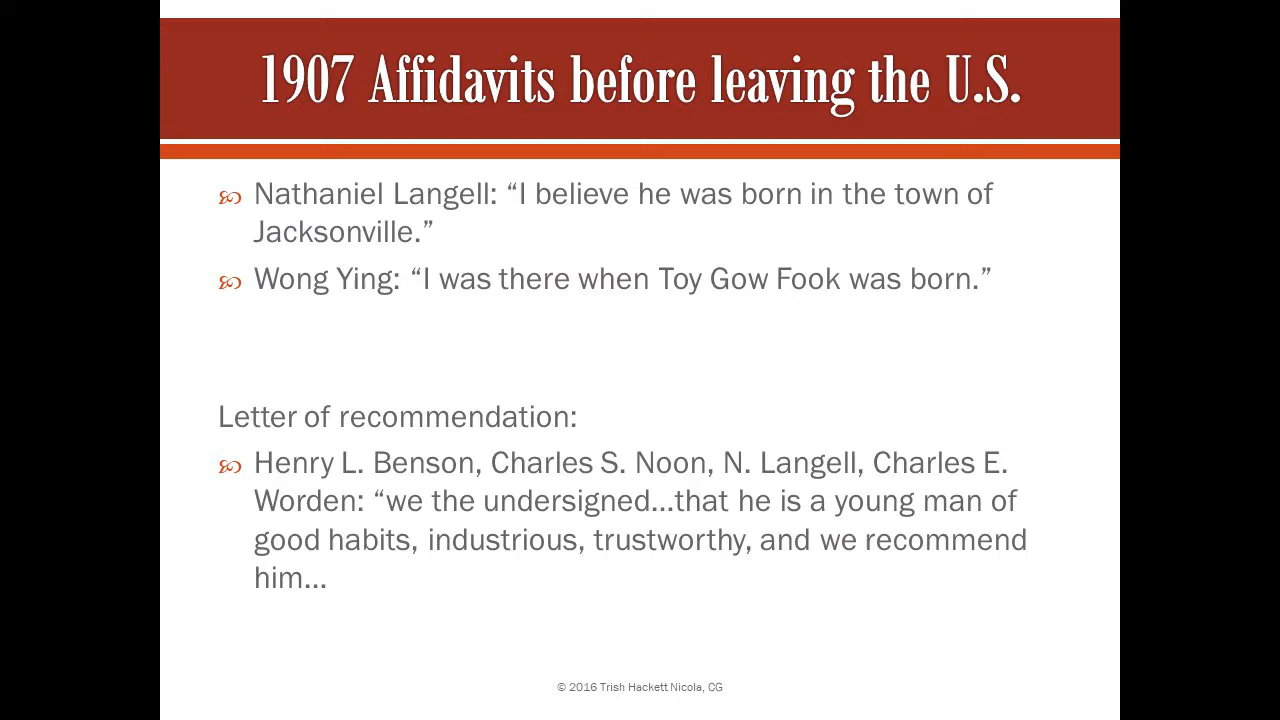 1907 Affidavits before leaving the U.S.
Nathaniel Langell: “I believe he was born in the town of
Jacksonville.”
Wong Ying: “I was there when Toy Gow Fook was born.”
Letter of recommendation:
Henry L. Benson, Charles S. Noon, N. Langell, Charles E.
Worden: “we the undersigned…that he is a young man of
good habits, industrious, trustworthy, and we recommend
him…
© 2016 Trish Hackett Nicola, CG